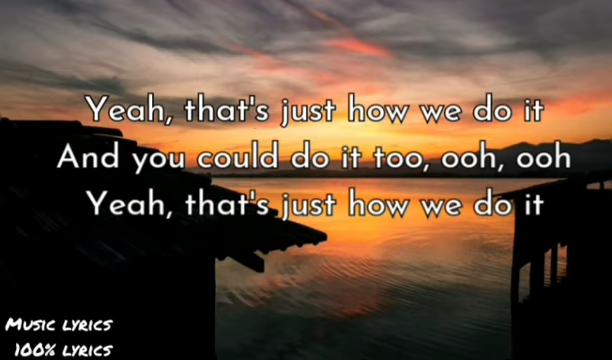 Yeah, that's just how we do it
And you could do it too, ooh, ooh
Yeah, that's just how we do it
Music lyrics
100% lyrics